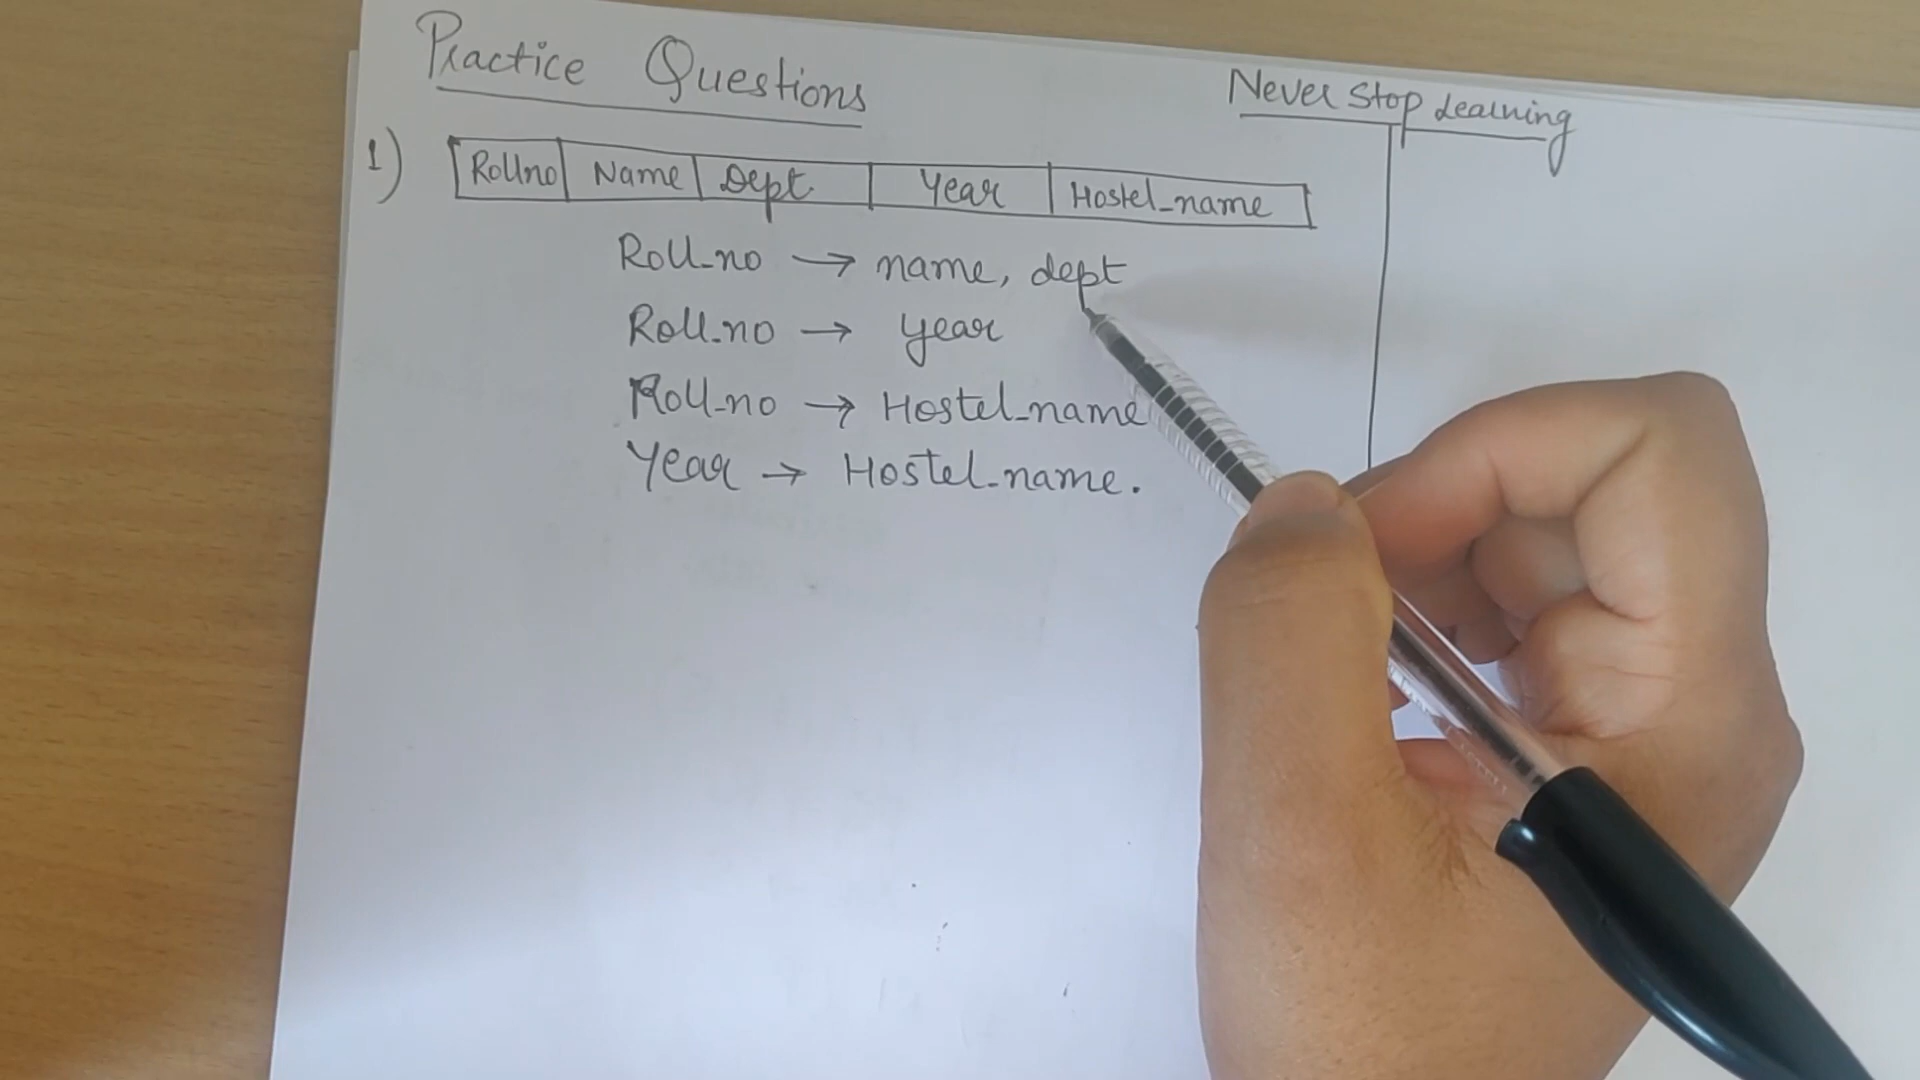 Practice Questions
Never Stop Learning
1)
Rollno Name Dept Year Hostel_name
Roll_no → name, dept
Roll_no → year
Roll_no → Hostel_name
Year → Hostel_name.